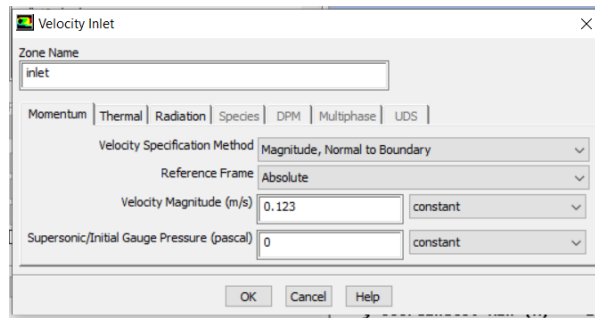 Velocity Inlet
Zone Name
inlet
Momentum Thermal Radiation Species DPM Multiphase UDS
Velocity Specification Method Magnitude, Normal to Boundary
Reference Frame Absolute
Velocity Magnitude (m/s) 0.123 constant
Supersonic/Initial Gauge Pressure (pascal) 0 constant
OK Cancel Help